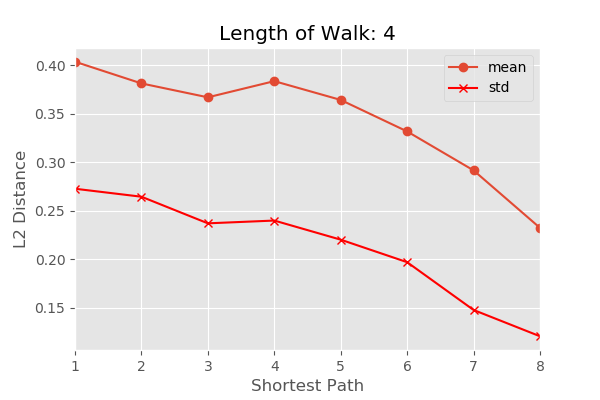 Length of Walk: 4
mean
std
L2 Distance
0.40
0.35
0.30
0.25
0.20
0.15
1 2 3 4 5 6 7 8
Shortest Path